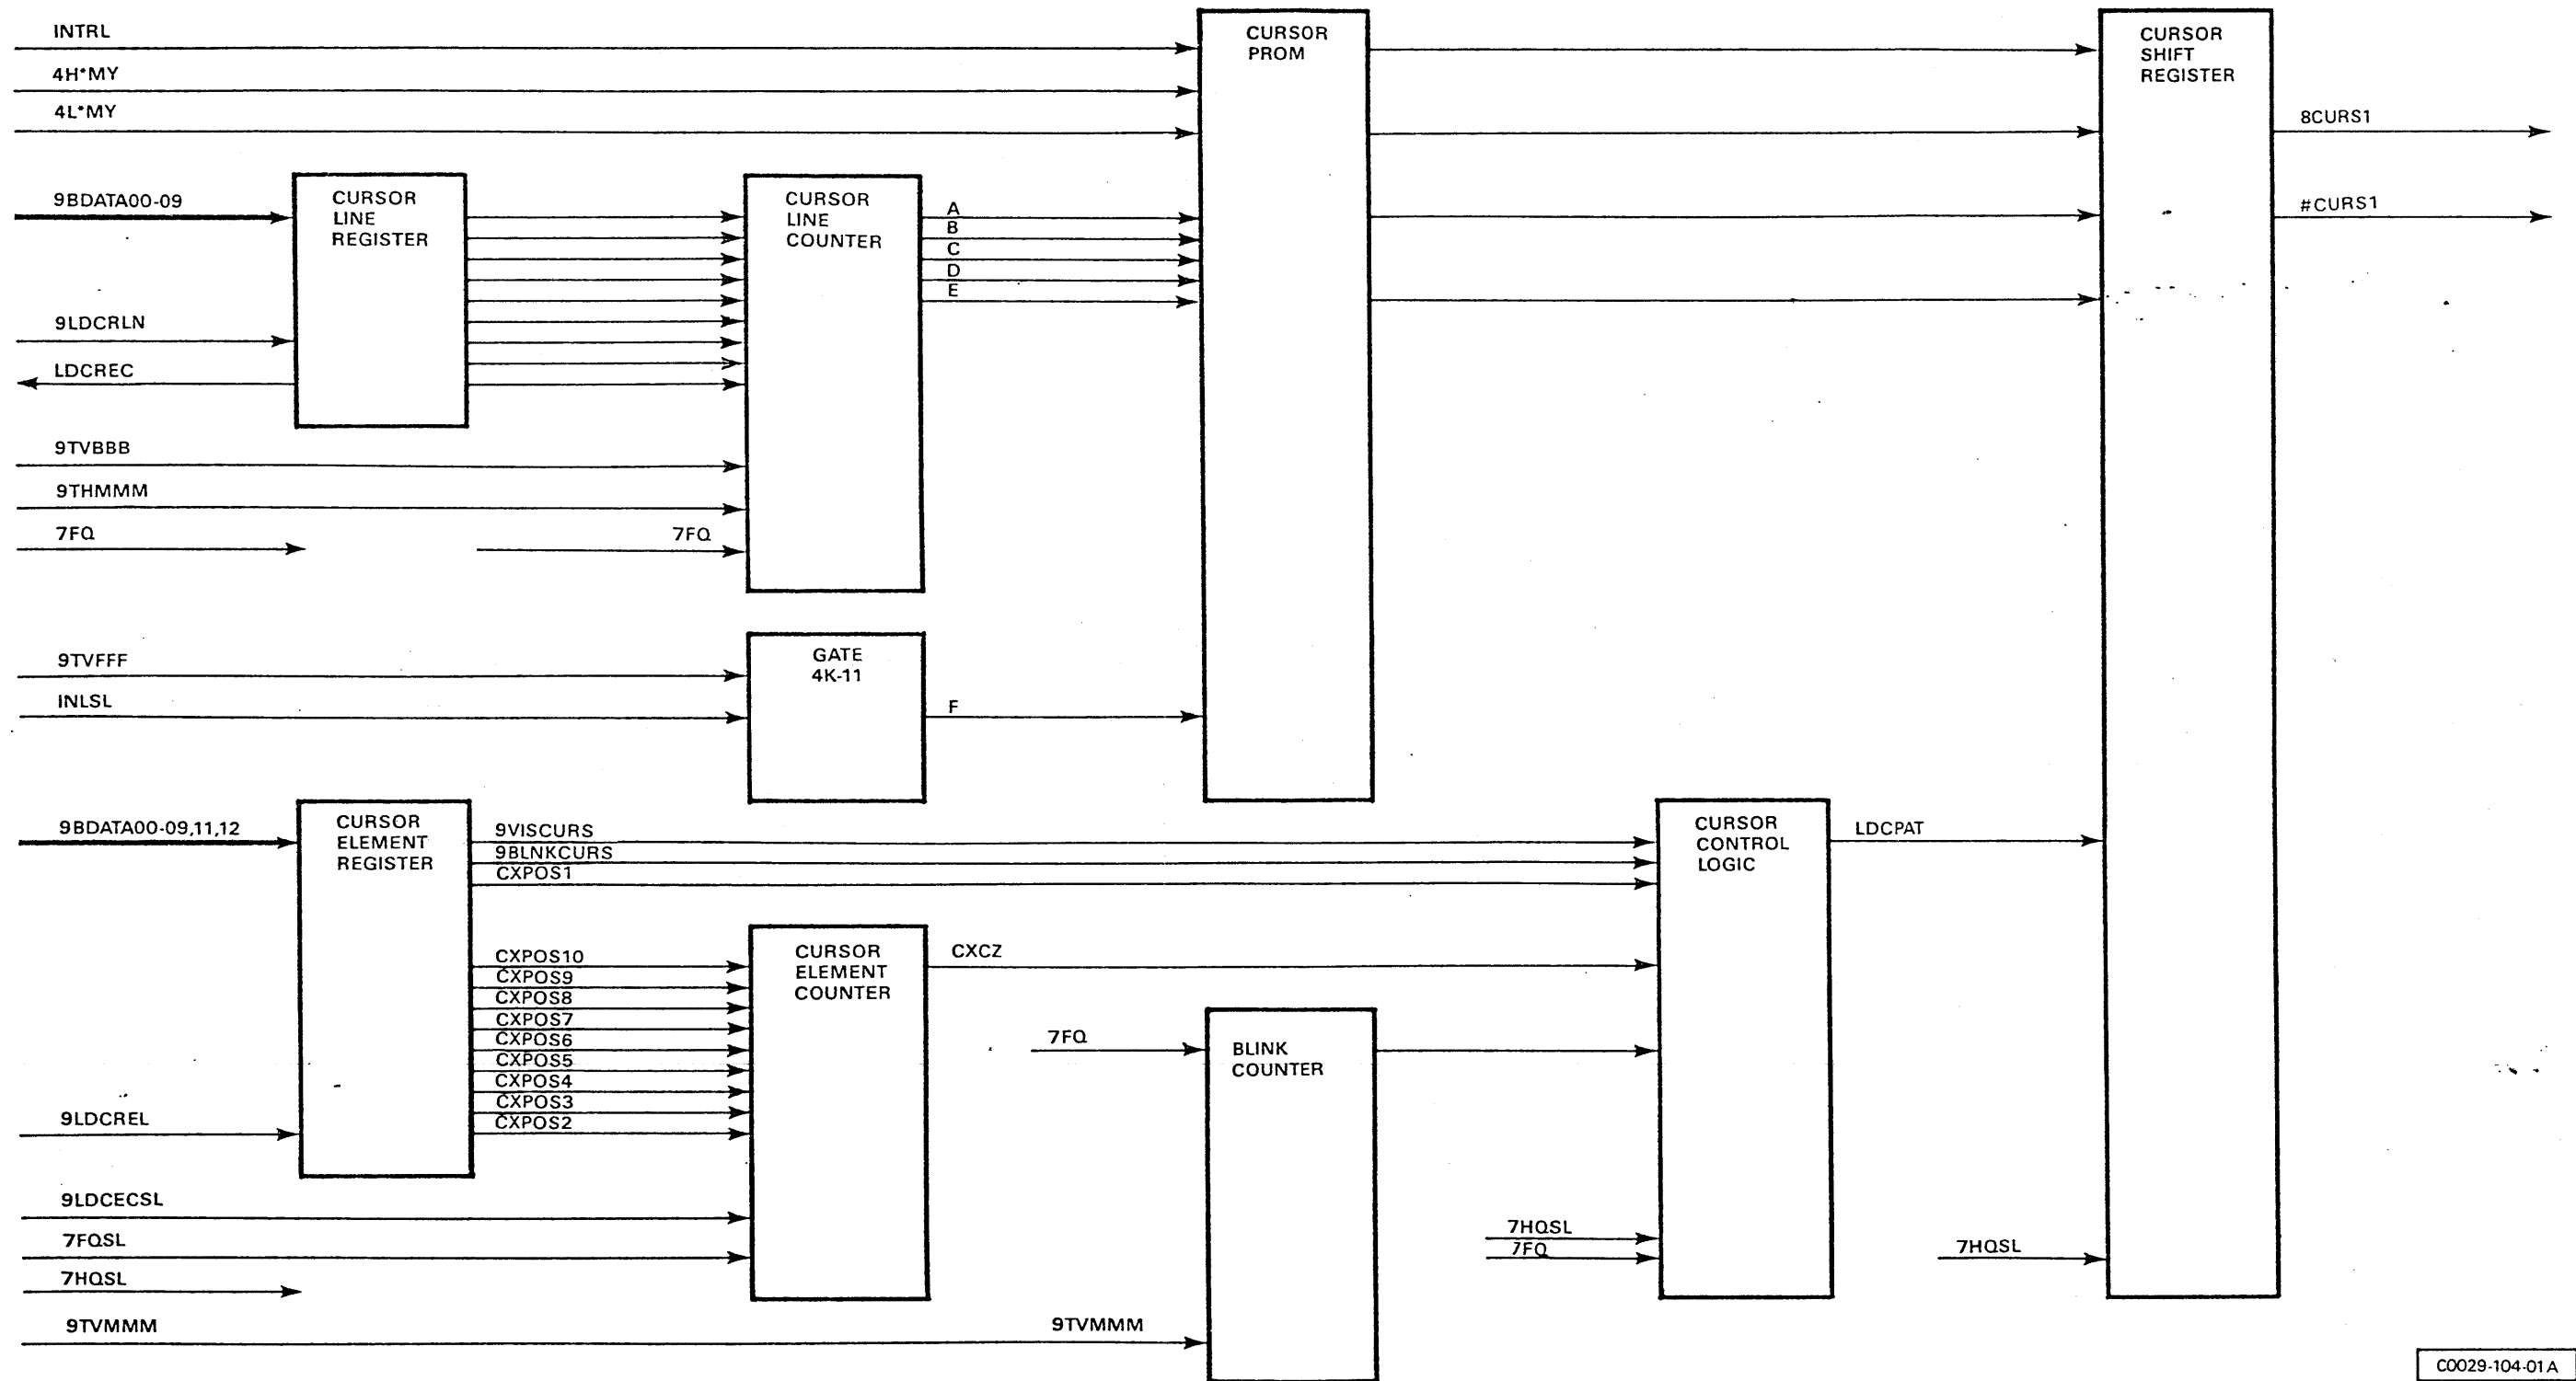 INTRL
4H*MY
4L*MY
CURSOR
PROM
CURSOR
SHIFT
REGISTER
8CURS1
#CURS1
9BDATA00-09
CURSOR
LINE
REGISTER
CURSOR
LINE
COUNTER
A
B
C
D
E
9LDCRLN
LDCREC
9TVBBB
9THMMM
7FQ
7FQ
9TVFFF
INLSL
GATE
4K-11
F
9BDATA00-09,11,12
CURSOR
ELEMENT
REGISTER
9VISCURS
9BLNKCURS
CXPOS1
CURSOR
CONTROL
LOGIC
LDCPAT
CXPOS10
CXPOS9
CXPOS8
CXPOS7
CXPOS6
CXPOS5
CXPOS4
CXPOS3
CXPOS2
CURSOR
ELEMENT
COUNTER
CXCZ
7FQ
BLINK
COUNTER
9LDCREL
9LDCECSL
7FQSL
7HQSL
7HQSL
7FQ
7HQSL
9TVMMM
9TVMMM
C0029-104-01A